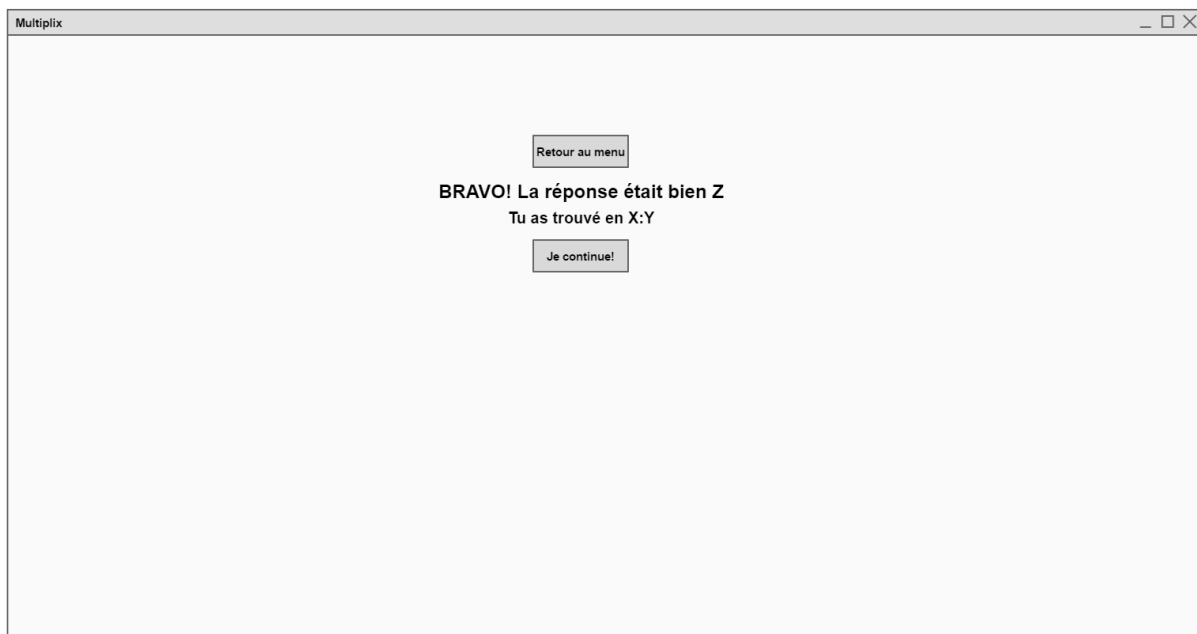 Multiplix
Retour au menu
BRAVO! La réponse était bien Z
Tu as trouvé en X:Y
Je continue!